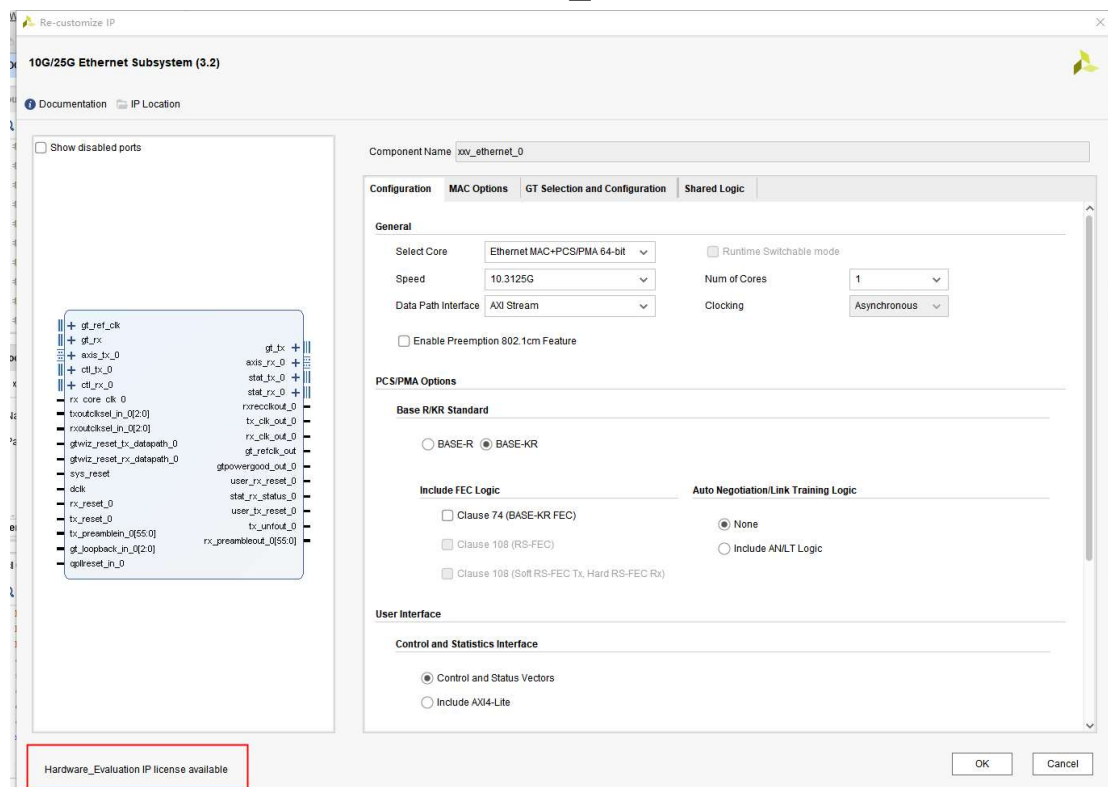 Re-customize IP
10G/25G Ethernet Subsystem (3.2)
Documentation IP Location
Show disabled ports
Component Name xxv_ethernet_0
Configuration MAC Options GT Selection and Configuration Shared Logic
General
Select Core Ethernet MAC+PCS/PMA 64-bit Runtime Switchable mode
Speed 10.3125G Num of Cores 1
Data Path Interface AXI Stream Clocking Asynchronous
Enable Preemption 802.1cm Feature
PCS/PMA Options
Base R/KR Standard
BASE-R BASE-KR
Include FEC Logic Auto Negotiation/Link Training Logic
Clause 74 (BASE-KR FEC)
None
Clause 108 (RS-FEC)
Include AN/LT Logic
Clause 108 (Soft RS-FEC Tx, Hard RS-FEC Rx)
User Interface
Control and Statistics Interface
Control and Status Vectors
Include AXI4-Lite
gt_ref_clk
gt_rx
axis_tx_0
ctl_tx_0
ctl_rx_0
rx_core_clk_0
txoutclksel_in_0[2:0]
rxoutclksel_in_0[2:0]
gtwiz_reset_tx_datapath_0
gtwiz_reset_rx_datapath_0
sys_reset
dclk
rx_reset_0
tx_reset_0
tx_preamblein_0[55:0]
gt_loopback_in_0[2:0]
qpllreset_in_0
gt_tx
axis_rx_0
stat_tx_0
stat_rx_0
rxrecclkout_0
tx_clk_out_0
rx_clk_out_0
gt_refclk_out
gtpowergood_out_0
user_rx_reset_0
stat_rx_status_0
user_tx_reset_0
tx_unfout_0
rx_preambleout_0[55:0]
Hardware_Evaluation IP license available
OK Cancel